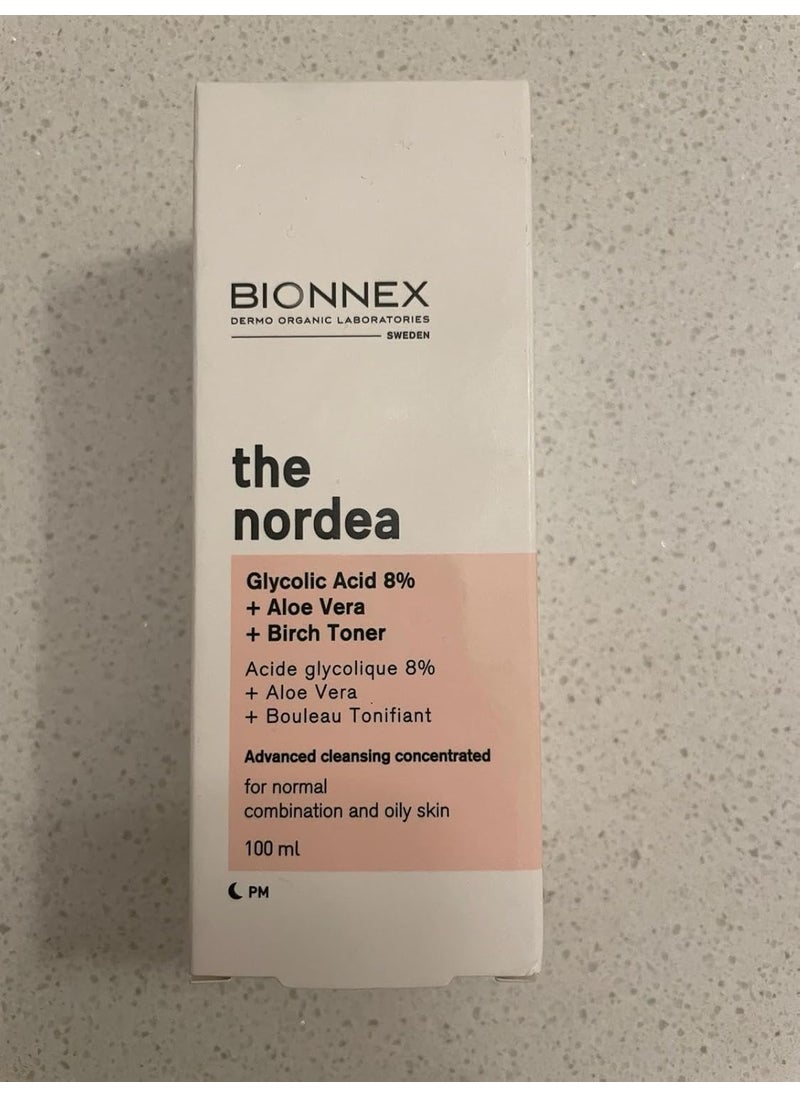 BIONNEX
DERMO ORGANIC LABORATORIES
SWEDEN
the
nordea
Glycolic Acid 8%
+ Aloe Vera
+ Birch Toner
Acide glycolique 8%
+ Aloe Vera
+ Bouleau Tonifiant
Advanced cleansing concentrated
for normal
combination and oily skin
100 ml
PM